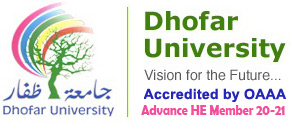 جامعة ظفار
Dhofar University
Dhofar
University
Vision for the Future...
Accredited by OAAA
Advance HE Member 20-21